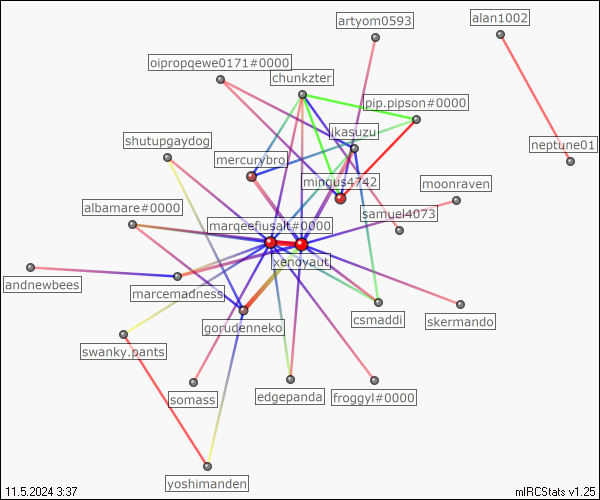 artyom0593
alan1002
oipropqewe0171#0000
chunkzter
pip.pipson#0000
ikasuzu
shutupgaydog
neptune01
mercurybro
mingus4742
moonraven
albamare#0000
samuel4073
marqeefiusalt#0000
xenoyaut
andnewbees
marcemadness
csmaddi
skermando
gorudenneko
swanky.pants
somass
edgepanda
froggyl#0000
yoshimanden
11.5.2024 3:37
mIRCStats v1.25